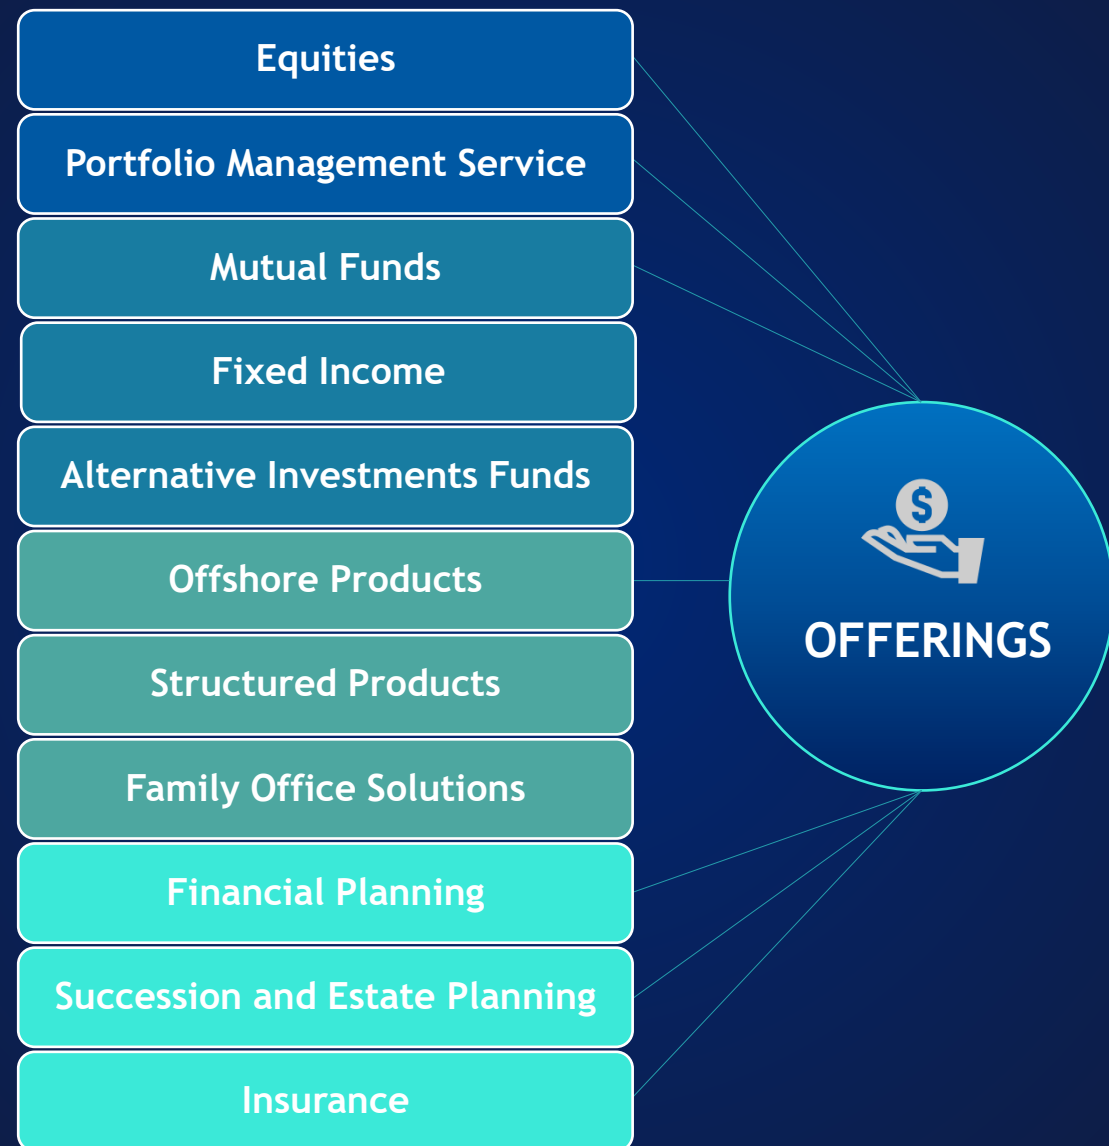 Equities
Portfolio Management Service
Mutual Funds
Fixed Income
Alternative Investments Funds
Offshore Products
Structured Products
Family Office Solutions
Financial Planning
Succession and Estate Planning
Insurance
$
OFFERINGS